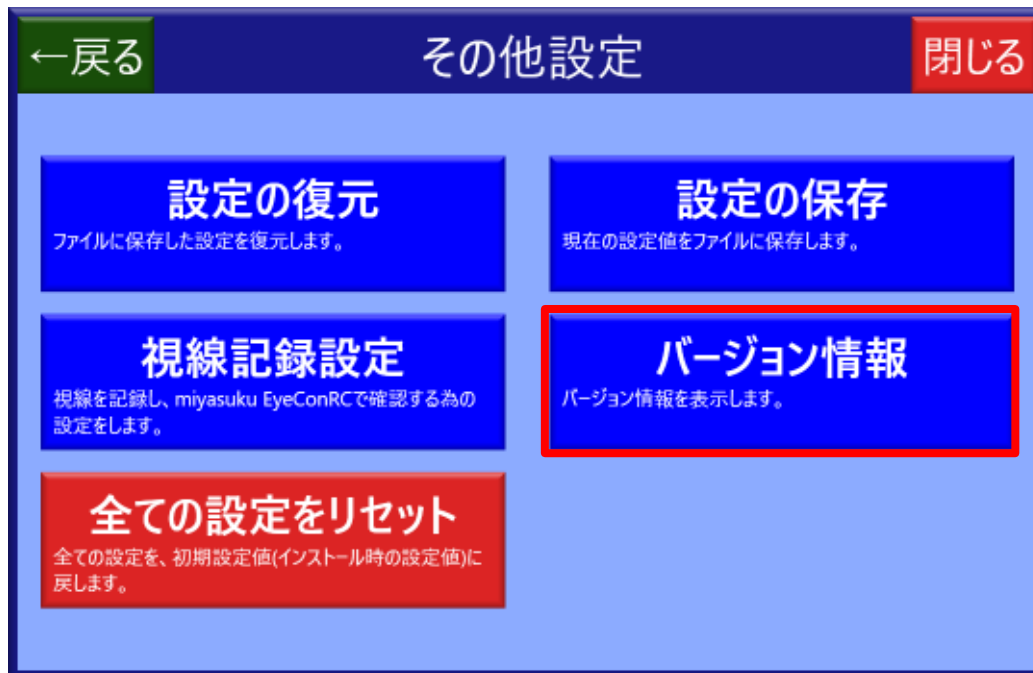 ←戻る
その他設定
閉じる
設定の復元
ファイルに保存した設定を復元します。
設定の保存
現在の設定値をファイルに保存します。
視線記録設定
視線を記録し、miyasuku EyeConRCで確認する為の
設定をします。
バージョン情報
バージョン情報を表示します。
全ての設定をリセット
全ての設定を、初期設定値(インストール時の設定値)に
戻します。